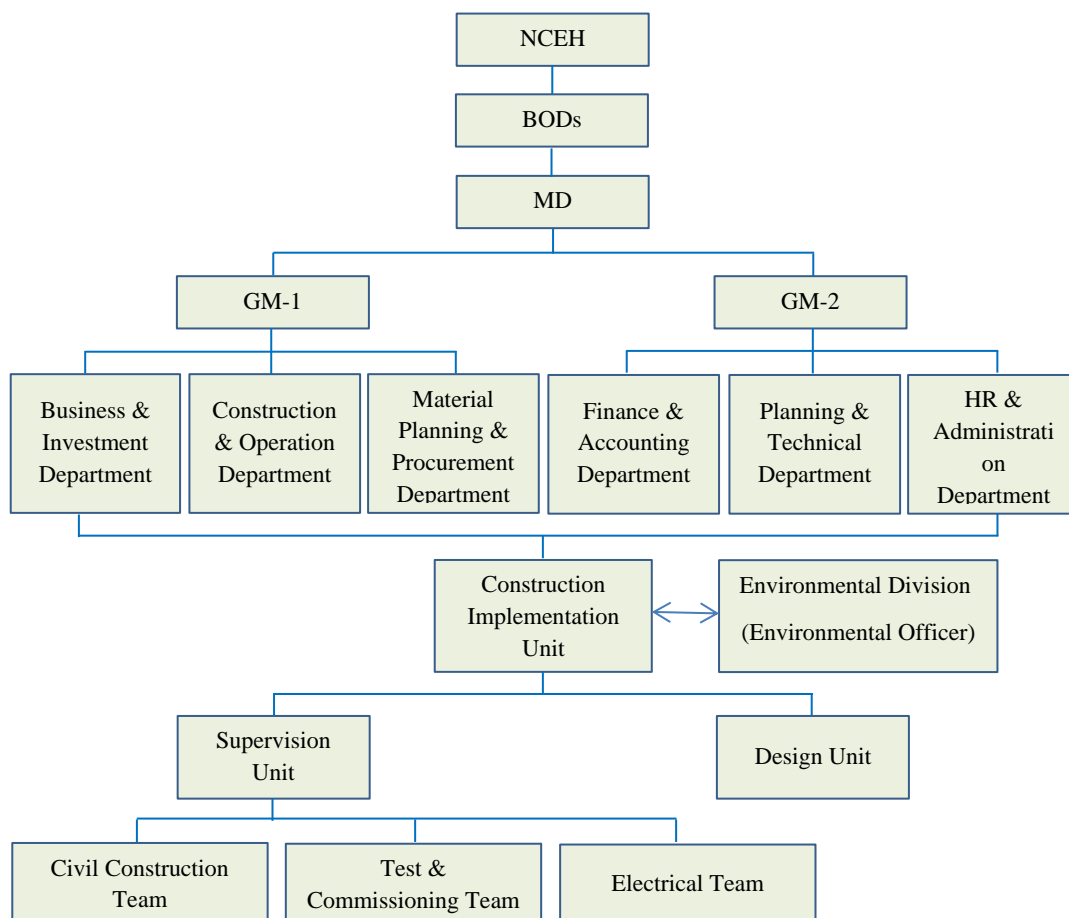 NCEH
BODs
MD
GM-1
GM-2
Business &
Investment
Department
Construction
& Operation
Department
Material
Planning &
Procurement
Department
Finance &
Accounting
Department
Planning &
Technical
Department
HR &
Administrati
on
Department
Construction
Implementation
Unit
Environmental Division
(Environmental Officer)
Supervision
Unit
Design Unit
Civil Construction
Team
Test &
Commissioning Team
Electrical Team